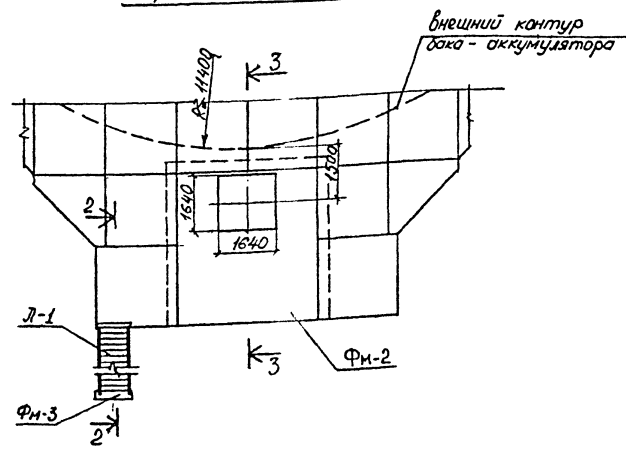 внешний контур
бака - аккумулятора
R=11400
3
1500
1640
1640
2
Л-1
Фм-2
3
Фм-3
2